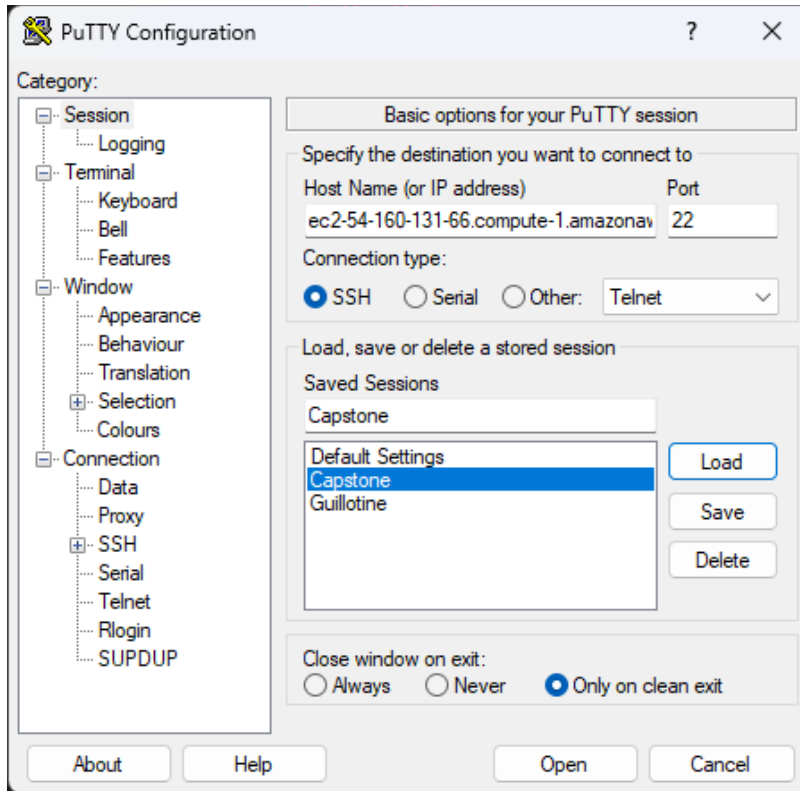 PuTTY Configuration
?
Category:
Session
Logging
Terminal
Keyboard
Bell
Features
Window
Appearance
Behaviour
Translation
Selection
Colours
Connection
Data
Proxy
SSH
Serial
Telnet
Rlogin
SUPDUP
Basic options for your PuTTY session
Specify the destination you want to connect to
Host Name (or IP address) Port
ec2-54-160-131-66.compute-1.amazonav 22
Connection type:
SSH Serial Other: Telnet
Load, save or delete a stored session
Saved Sessions
Capstone
Default Settings
Capstone
Guillotine
Load
Save
Delete
Close window on exit:
Always Never Only on clean exit
About Help Open Cancel